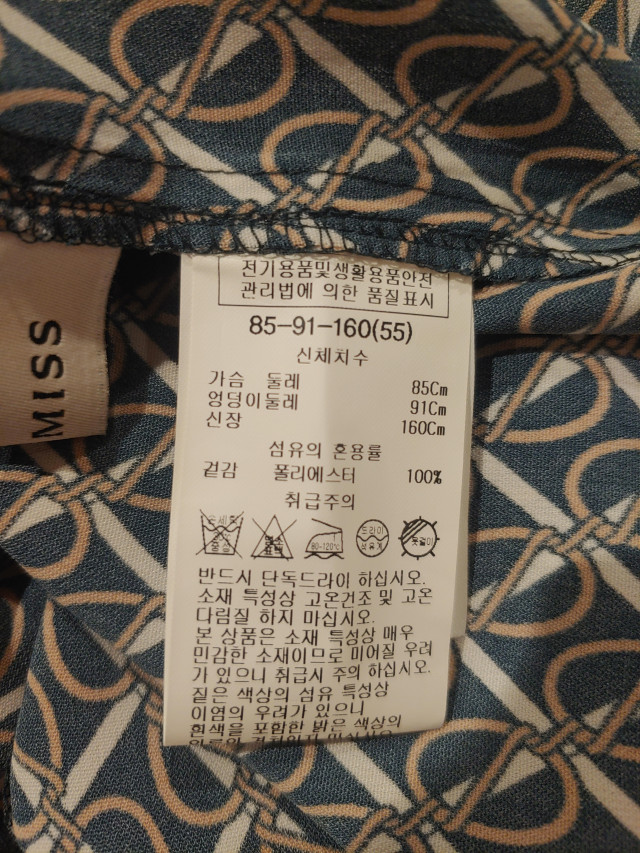 MISS
전기용품및생활용품안전
관리법에 의한 품질표시
85-91-160(55)
신체치수
가슴 둘레 85Cm
엉덩이둘레 91Cm
신장 160Cm
섬유의 혼용률
겉감 폴리에스터 100%
취급주의
80-120℃ 드라이 옷걸이
석유계
반드시 단독드라이 하십시오.
소재 특성상 고온건조 및 고온
다림질 하지 마십시오.
본 상품은 소재 특성상 매우
민감한 소재이므로 미어질 우려
가 있으니 취급시 주의 하십시오.
짙은 색상의 섬유 특성상
이염의 우려가 있으니
흰색을 포함한 밝은 색상의